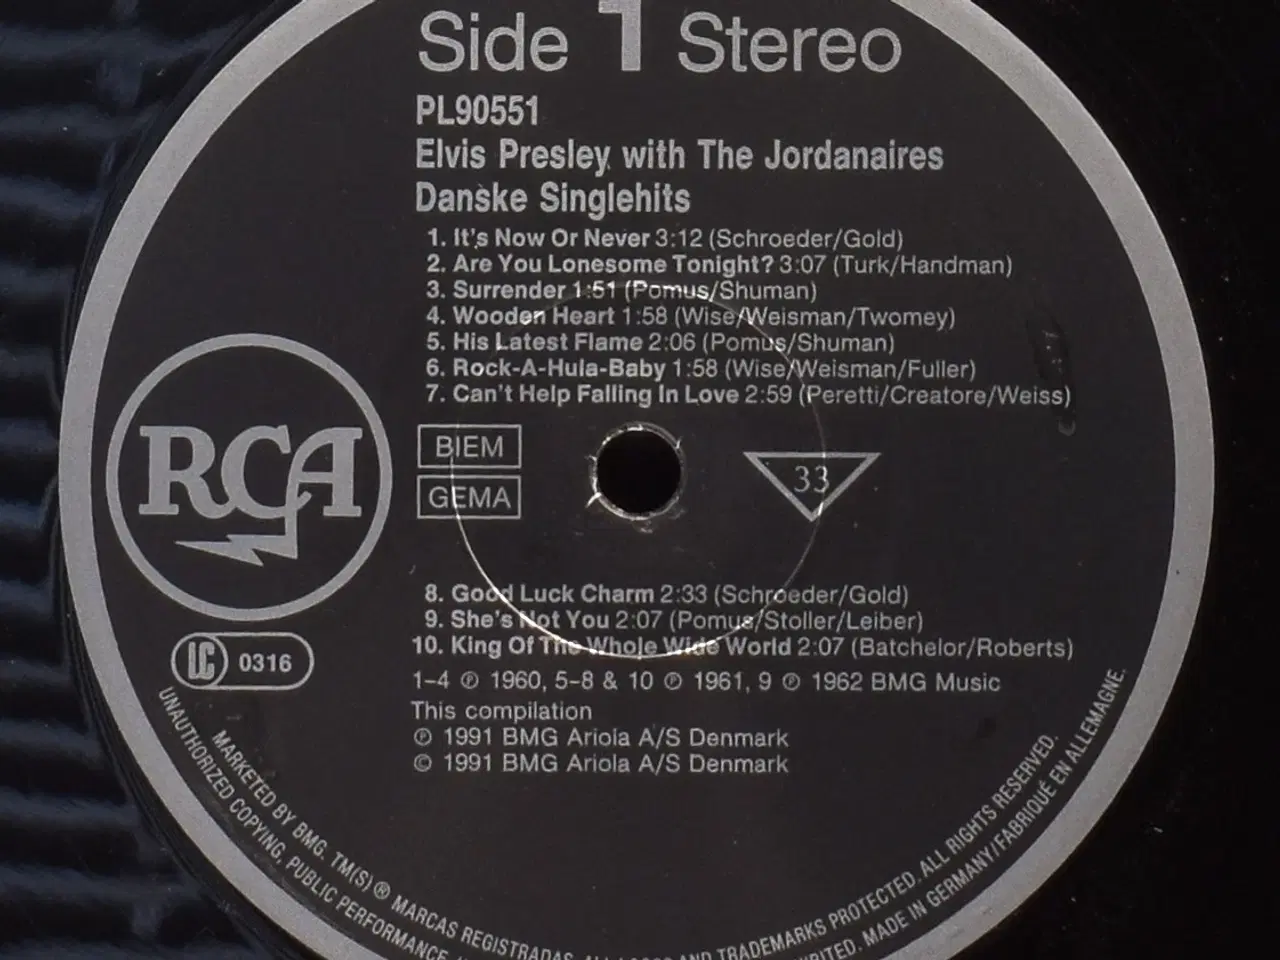 Side 1 Stereo
PL90551
Elvis Presley with The Jordanaires
Danske Singlehits
1. It's Now Or Never 3:12 (Schroeder/Gold)
2. Are You Lonesome Tonight? 3:07 (Turk/Handman)
3. Surrender 1:51 (Pomus/Shuman)
4. Wooden Heart 1:58 (Wise/Weisman/Twomey)
5. His Latest Flame 2:06 (Pomus/Shuman)
6. Rock-A-Hula-Baby 1:58 (Wise/Weisman/Fuller)
7. Can't Help Falling In Love 2:59 (Peretti/Creatore/Weiss)
RCA
BIEM
GEMA
33
8. Good Luck Charm 2:33 (Schroeder/Gold)
9. She's Not You 2:07 (Pomus/Stoller/Leiber)
10. King Of The Whole Wide World 2:07 (Batchelor/Roberts)
LC 0316
1–4 ℗ 1960, 5–8 & 10 ℗ 1961, 9 ℗ 1962 BMG Music
This compilation
℗ 1991 BMG Ariola A/S Denmark
© 1991 BMG Ariola A/S Denmark
MARKETED BY BMG. TM(S) ® MARCAS REGISTRADAS. ALL AND TRADEMARKS PROTECTED. ALL RIGHTS RESERVED.
UNAUTHORIZED COPYING, PUBLIC PERFORMANCE, MADE IN GERMANY/FABRIQUÉ EN ALLEMAGNE.